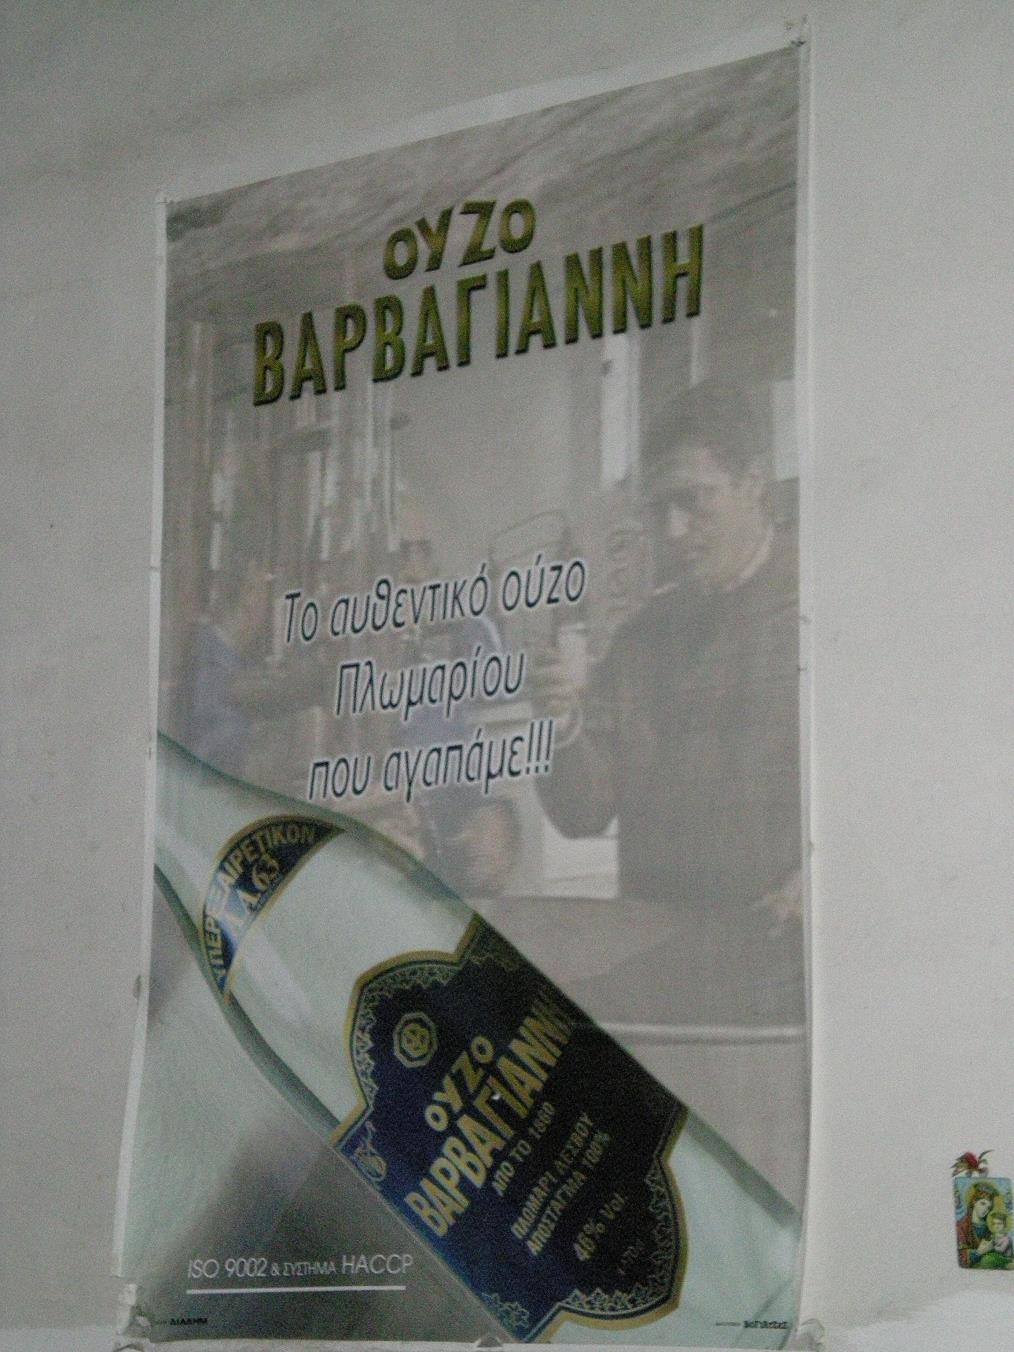 ΟΥΖΟ
ΒΑΡΒΑΓΙΑΝΝΗ
Το αυθεντικό ούζο
Πλωμαρίου
που αγαπάμε!!!
ΥΠΕΡΕΞΑΙΡΕΤΙΚΟΝ
Ι.Λ.63
ΟΥΖΟ
ΒΑΡΒΑΓΙΑΝΝΗ
ΑΠΟ ΤΟ 1860
ΠΛΩΜΑΡΙ ΛΕΣΒΟΥ
ΑΠΟΣΤΑΓΜΑ 100%
46% Vol.
ISO 9002 & ΣΥΣΤΗΜΑ HACCP